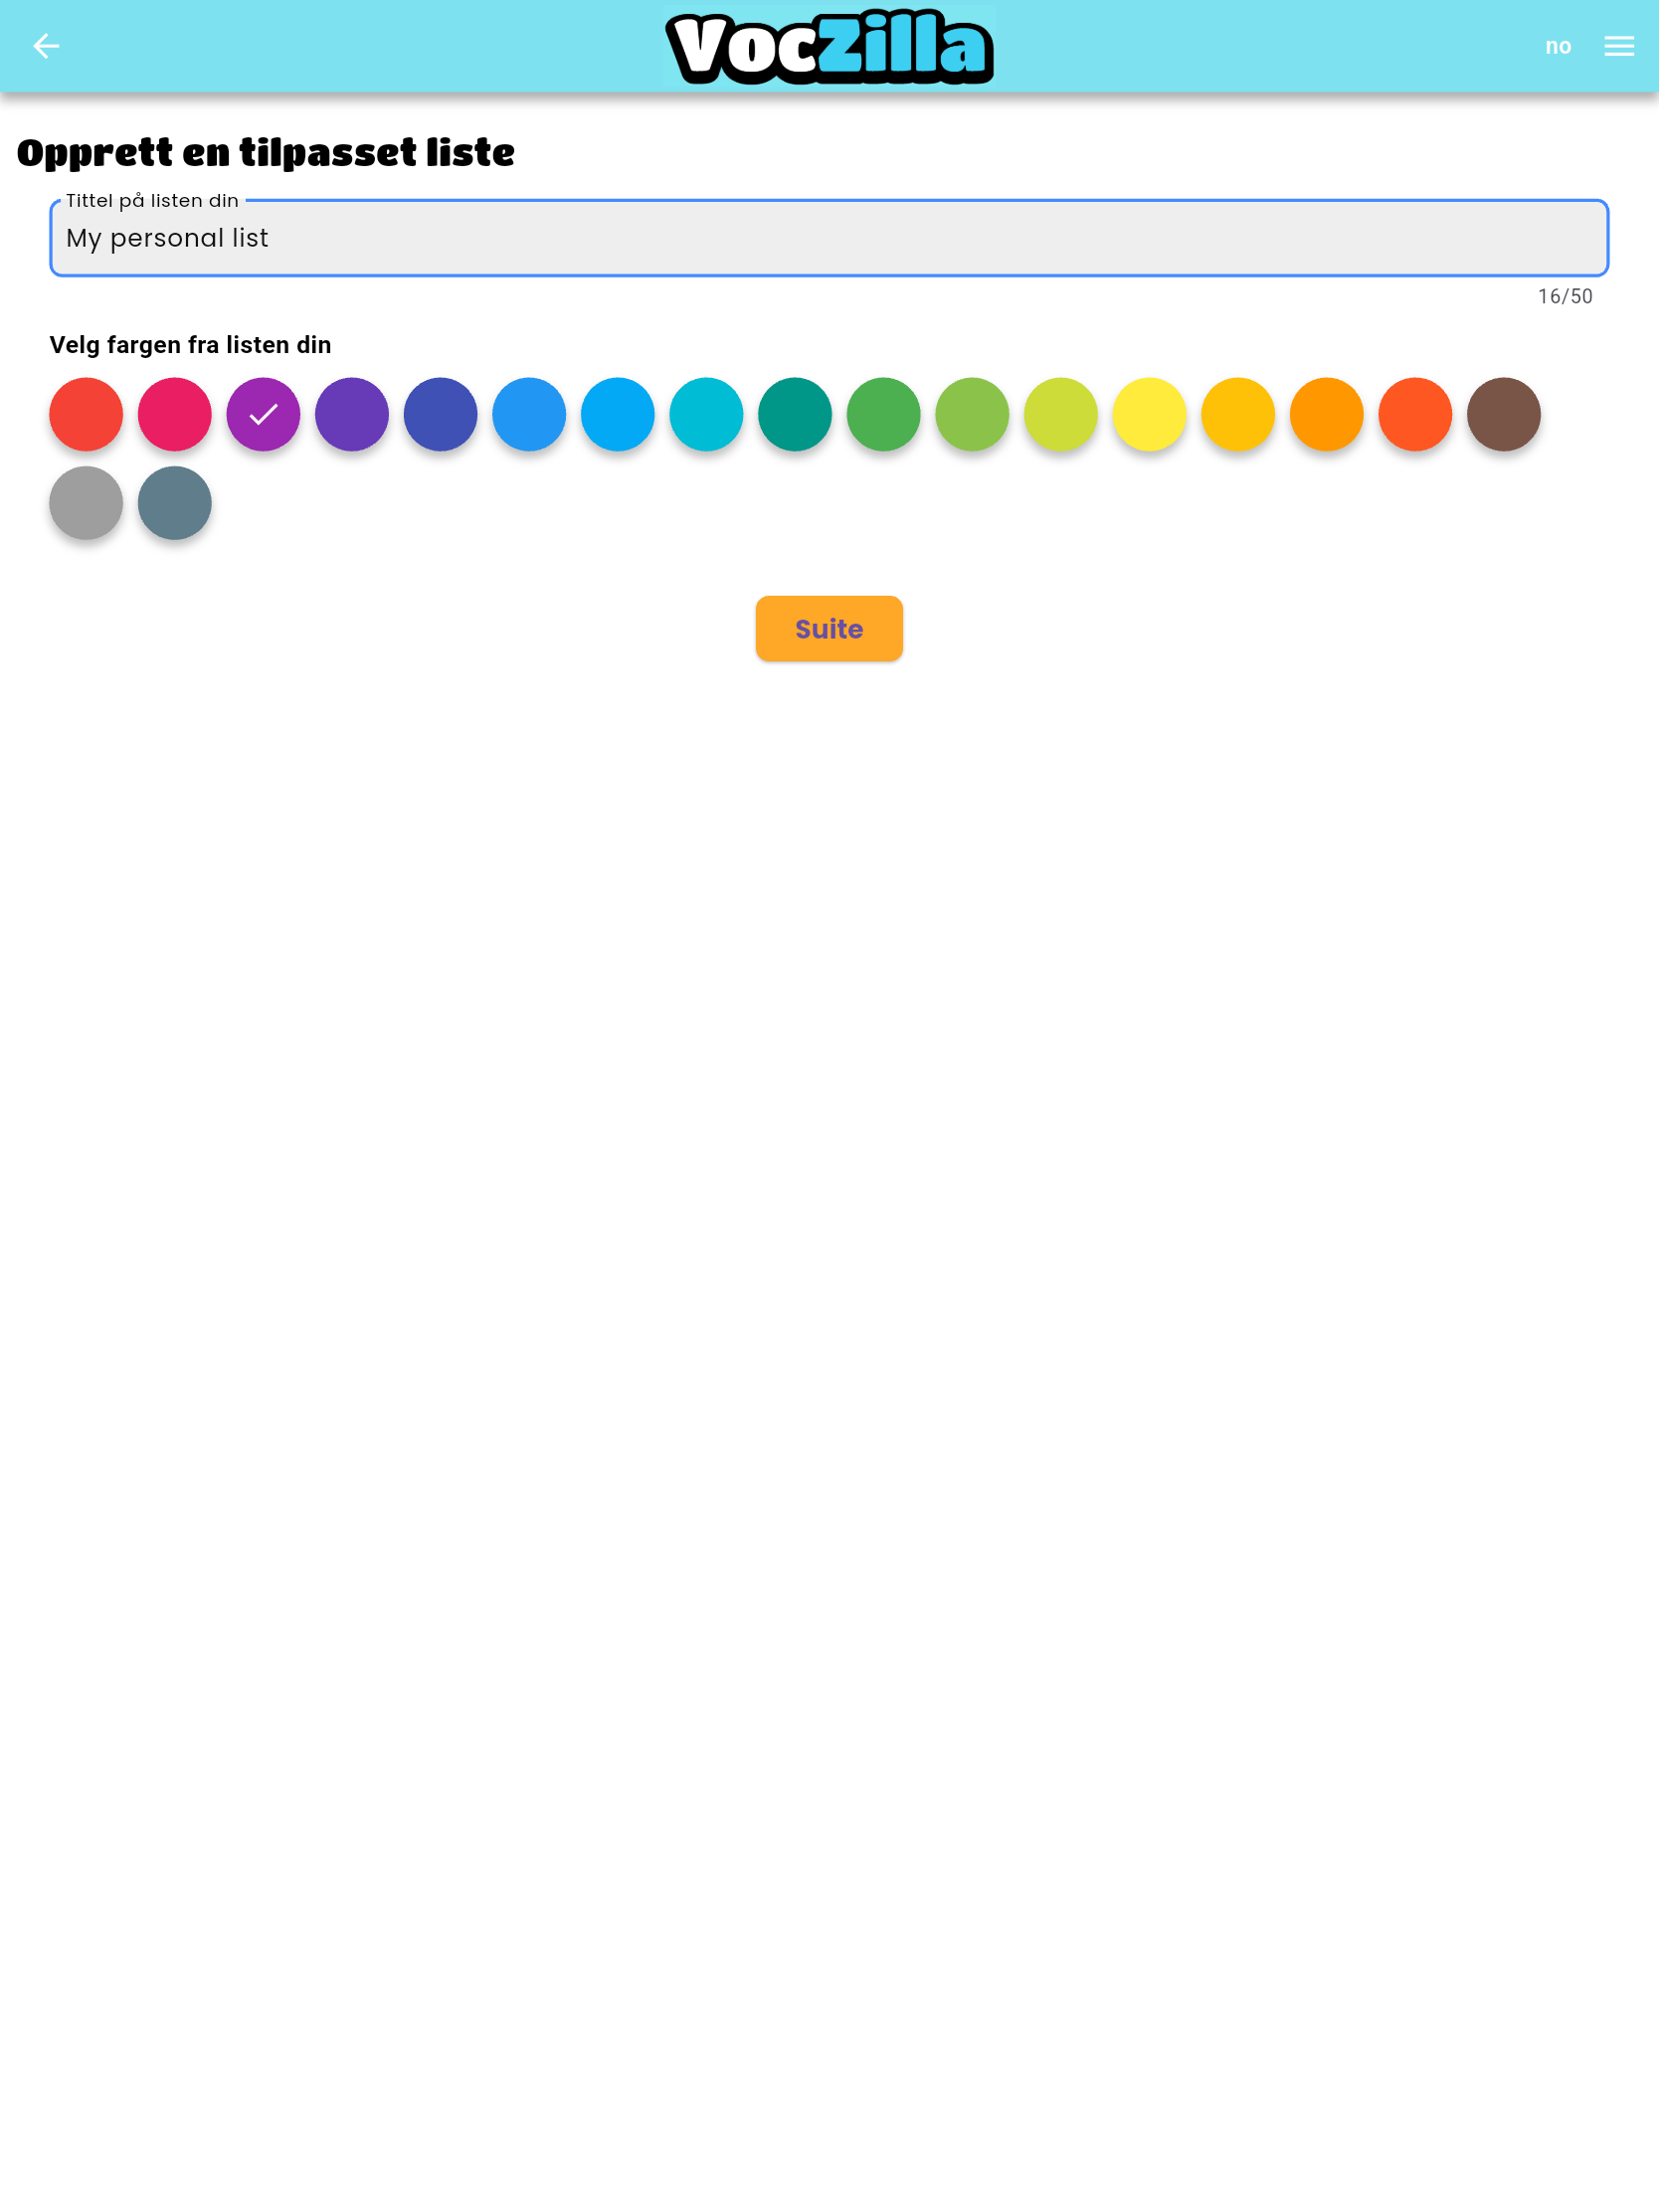 VocZilla
no
Opprett en tilpasset liste
Tittel på listen din
My personal list
16/50
Velg fargen fra listen din
Suite